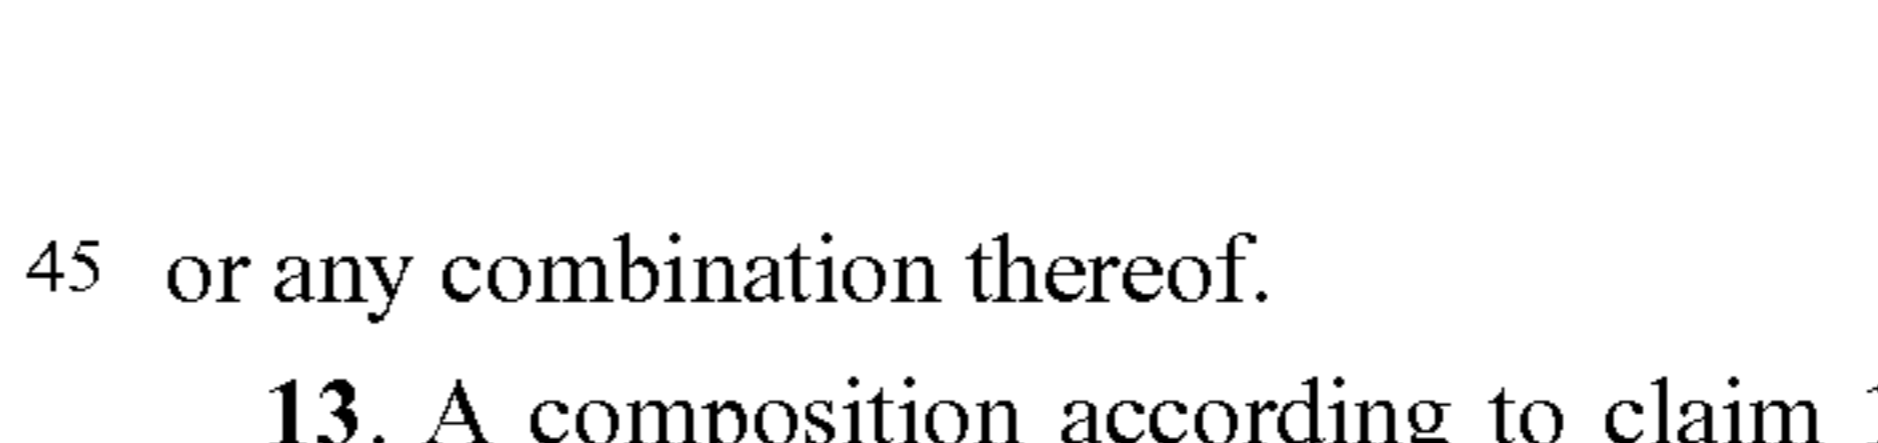 45 or any combination thereof.
13. A composition according to claim